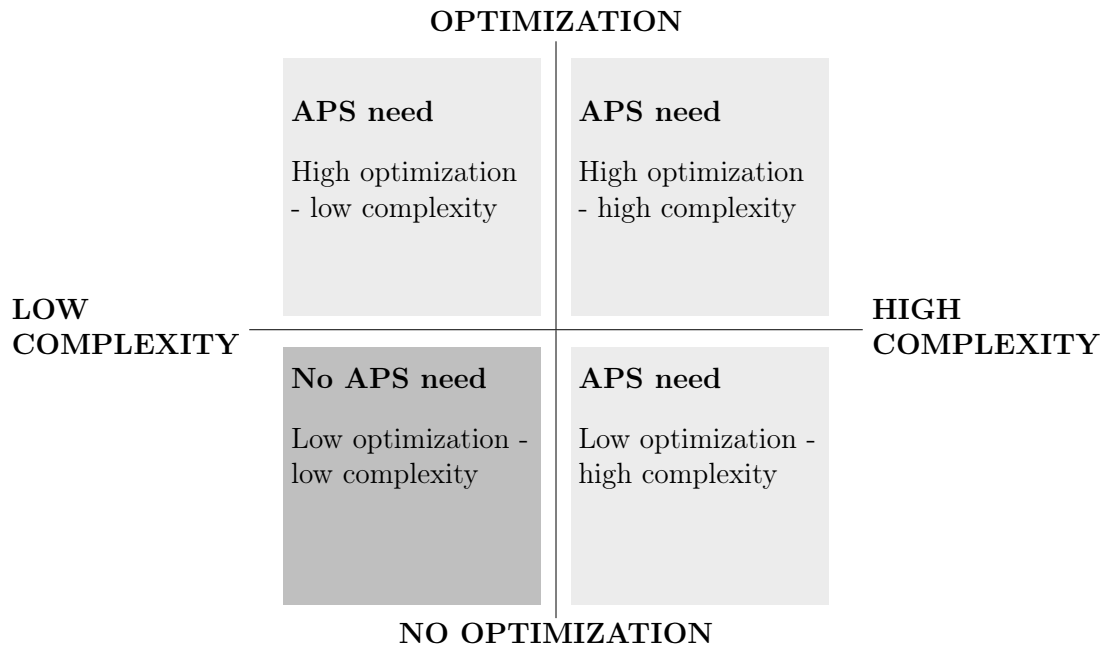 OPTIMIZATION
APS need
High optimization
- low complexity
APS need
High optimization
- high complexity
LOW
COMPLEXITY
HIGH
COMPLEXITY
No APS need
Low optimization -
low complexity
APS need
Low optimization -
high complexity
NO OPTIMIZATION